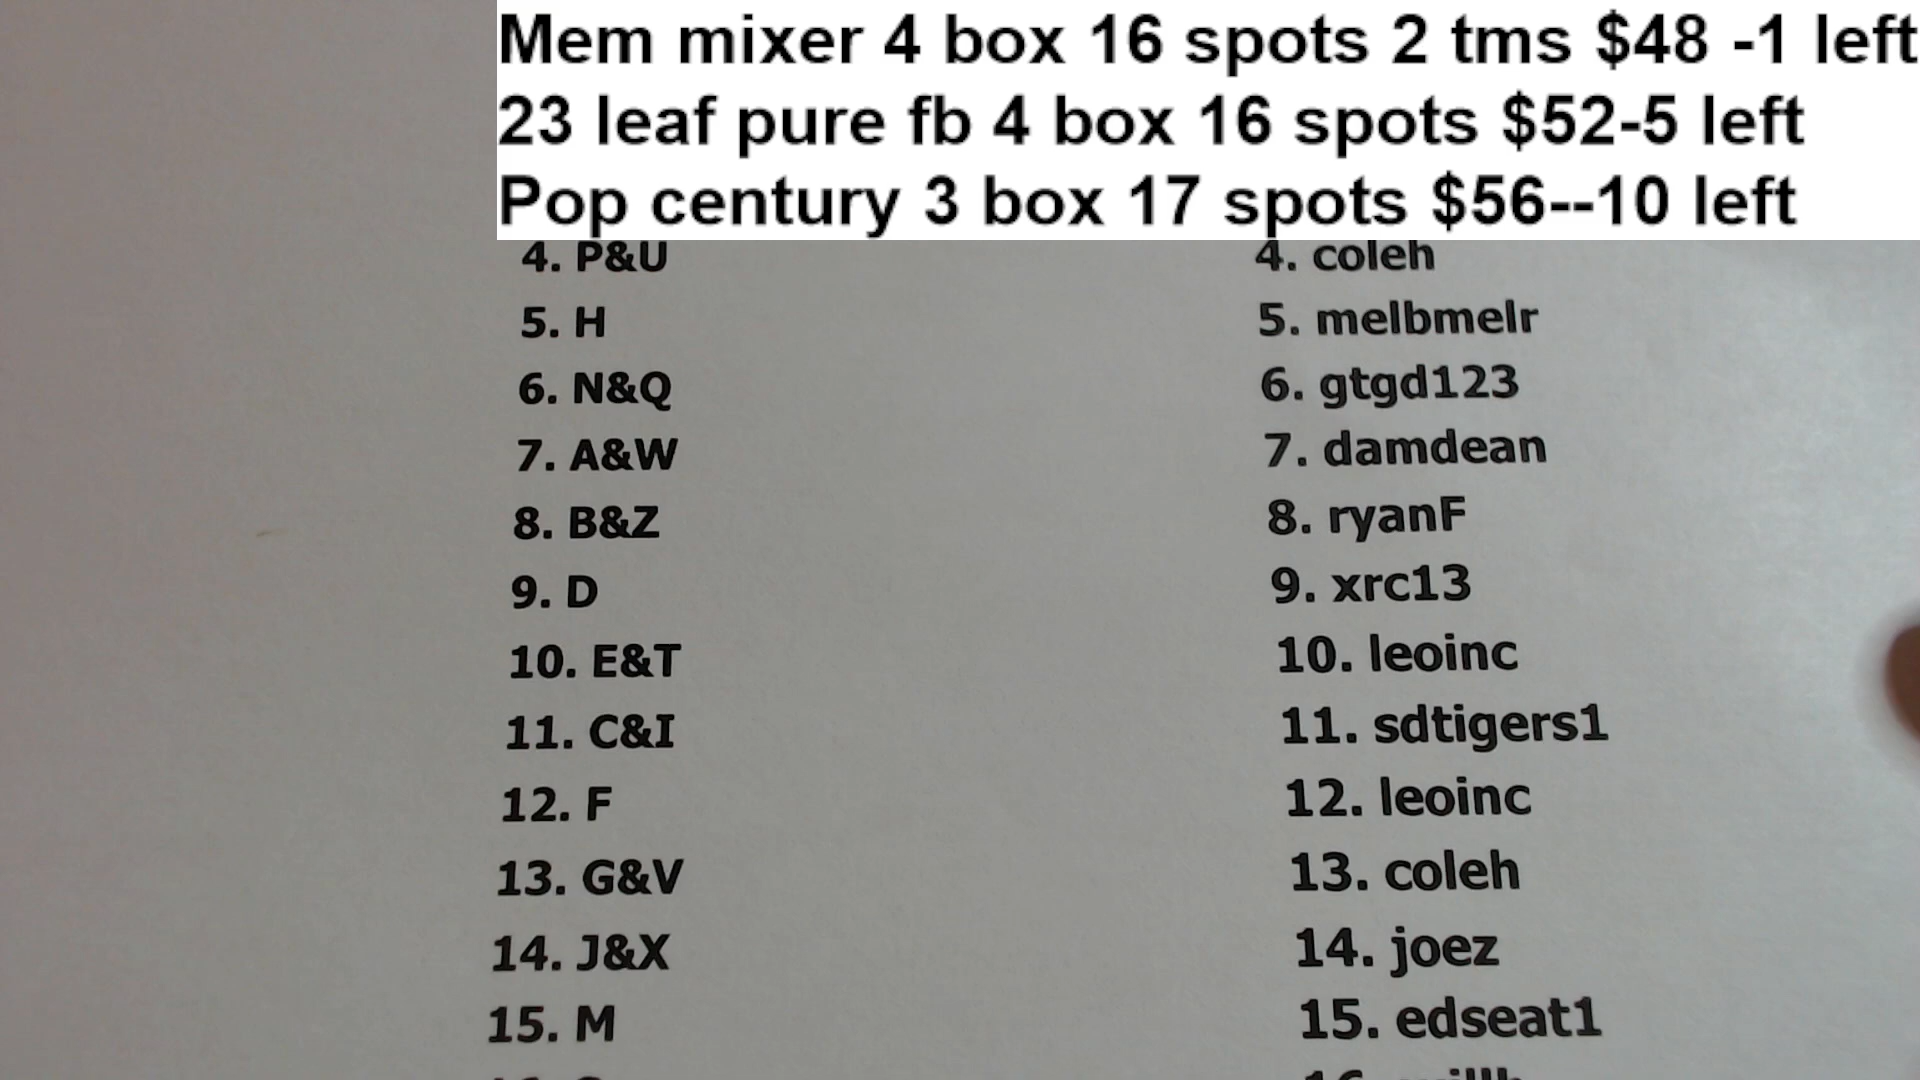 Mem mixer 4 box 16 spots 2 tms $48 -1 left
23 leaf pure fb 4 box 16 spots $52-5 left
Pop century 3 box 17 spots $56--10 left
4. P&U 4. coleh
5. H 5. melbmelr
6. N&Q 6. gtgd123
7. A&W 7. damdean
8. B&Z 8. ryanF
9. D 9. xrc13
10. E&T 10. leoinc
11. C&I 11. sdtigers1
12. F 12. leoinc
13. G&V 13. coleh
14. J&X 14. joez
15. M 15. edseat1